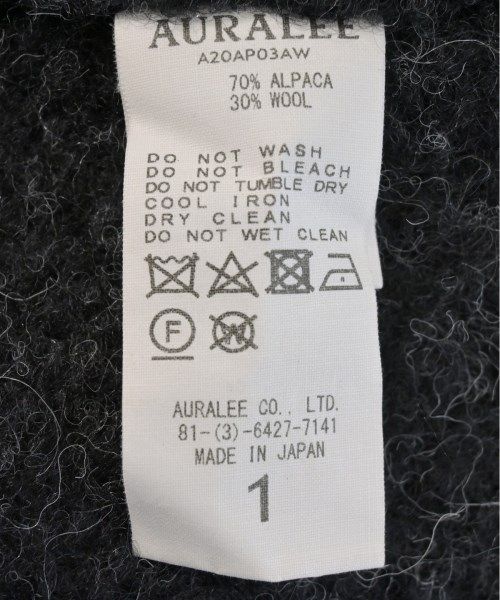 AURALEE
A20AP03AW
70% ALPACA
30% WOOL
DO NOT WASH
DO NOT BLEACH
DO NOT TUMBLE DRY
COOL IRON
DRY CLEAN
DO NOT WET CLEAN
F W
AURALEE CO., LTD.
81-(3)-6427-7141
MADE IN JAPAN
1